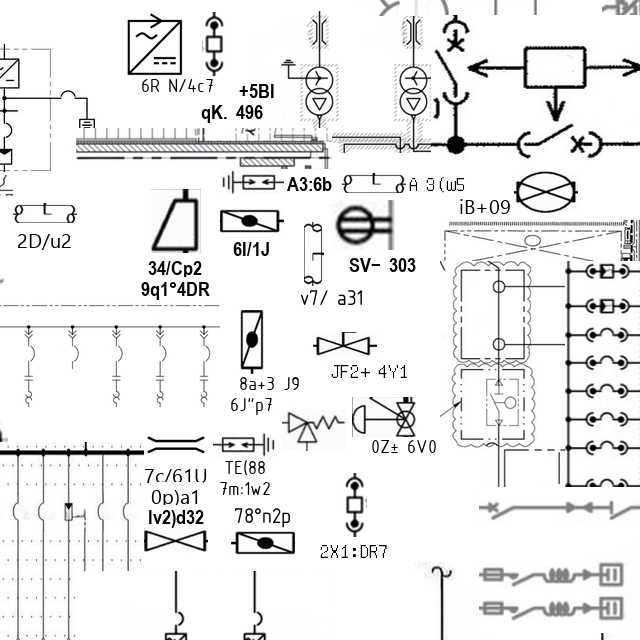 6R N/4c7
+5BI
qK. 496
A3:6b
A 3(w5
iB+09
2D/u2
6I/1J
34/Cp2
9q1°4DR
SV- 303
v7/ a31
8a+3 J9
6J"p7
JF2+ 4Y1
0Z± 6V0
7c/61U
0p)a1
lv2)d32
TE(88
7m:1w2
78°n2p
2X1:DR7